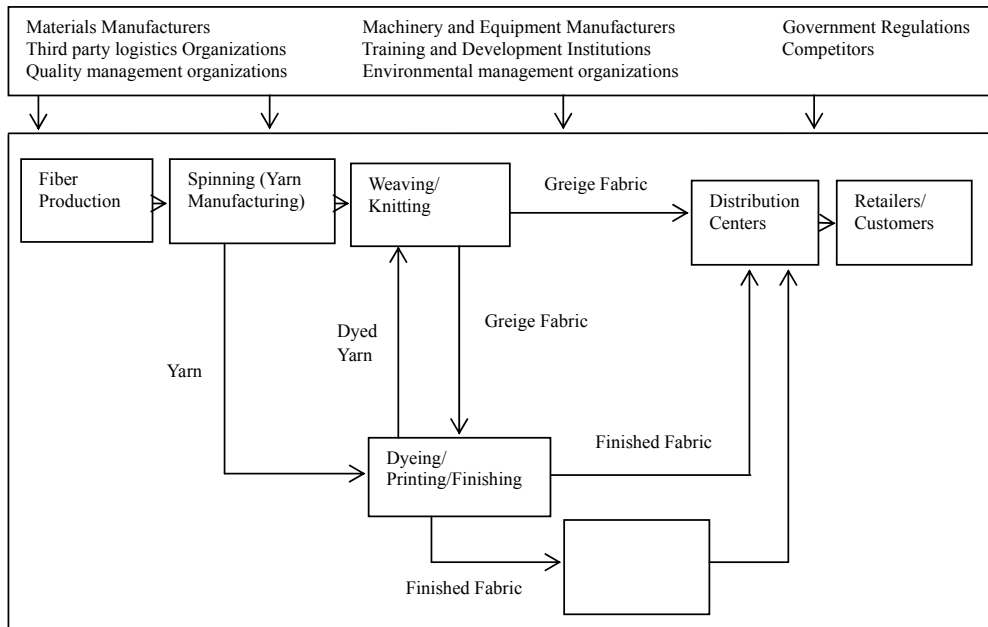 Materials Manufacturers
Third party logistics Organizations
Quality management organizations
Machinery and Equipment Manufacturers
Training and Development Institutions
Environmental management organizations
Government Regulations
Competitors
Fiber
Production
Spinning (Yarn
Manufacturing)
Weaving/
Knitting
Greige Fabric
Distribution
Centers
Retailers/
Customers
Dyed
Yarn
Greige Fabric
Yarn
Finished Fabric
Dyeing/
Printing/Finishing
Finished Fabric